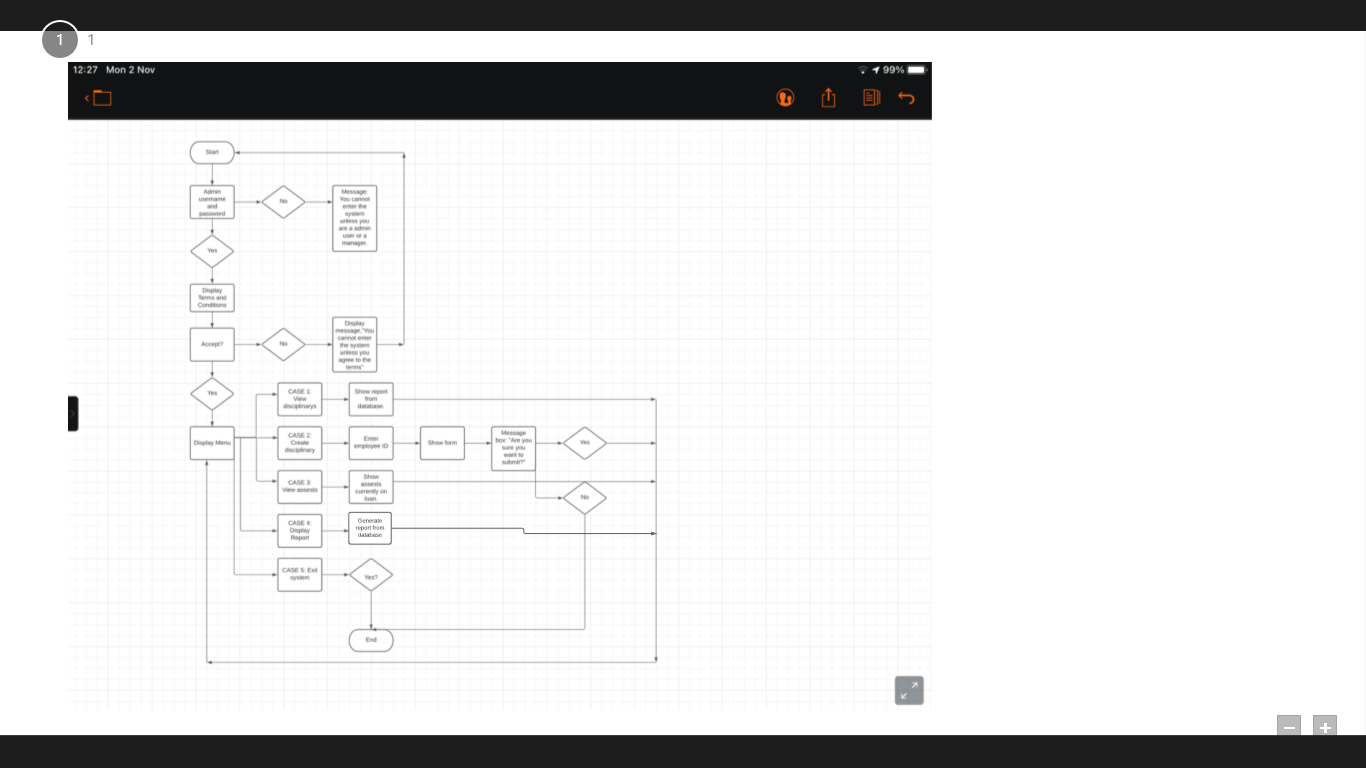 1
1
12:27 Mon 2 Nov
99%
Start
Admin
username
and
password
No
Message:
You cannot
enter the
system
unless you
are a admin
user or a
manager.
Yes
Display
Terms and
Conditions
Accept?
No
Display
message,"You
cannot enter
the system
unless you
agree to the
terms"
Yes
Display Menu
CASE 1:
View
disciplinarys
Show report
from
database.
CASE 2:
Create
disciplinary
Enter
employee ID
Show form
Message
box: "Are you
sure you
want to
submit?"
Yes
No
CASE 3:
View assests
Show
assests
currently on
loan.
CASE 4:
Display
Report
Generate
report from
database
CASE 5: Exit
system
Yes?
End